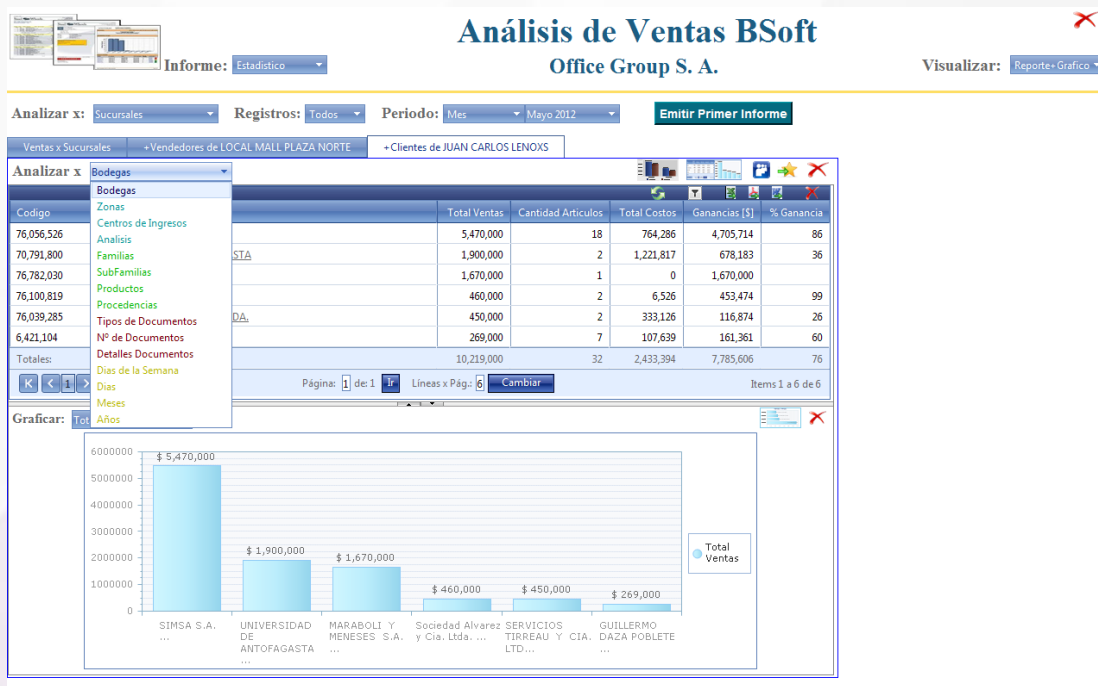 Análisis de Ventas BSoft
Informe: Estadistico
Office Group S. A.
Visualizar: Reporte+Grafico
Analizar x: Sucursales Registros: Todos Periodo: Mes Mayo 2012 Emitir Primer Informe
Ventas x Sucursales +Vendedores de LOCAL MALL PLAZA NORTE +Clientes de JUAN CARLOS LENOXS
Analizar x Bodegas
Bodegas
Zonas
Centros de Ingresos
Analisis
Familias
SubFamilias
Productos
Procedencias
Tipos de Documentos
Nº de Documentos
Detalles Documentos
Dias de la Semana
Dias
Meses
Años
Codigo Total Ventas Cantidad Articulos Total Costos Ganancias [$] % Ganancia
76,056,526 5,470,000 18 764,286 4,705,714 86
70,791,800 STA 1,900,000 2 1,221,817 678,183 36
76,782,030 1,670,000 1 0 1,670,000
76,100,819 460,000 2 6,526 453,474 99
76,039,285 DA. 450,000 2 333,126 116,874 26
6,421,104 269,000 7 107,639 161,361 60
Totales: 10,219,000 32 2,433,394 7,785,606 76
1 Página: 1 de: 1 Ir Líneas x Pág.: 6 Cambiar Items 1 a 6 de 6
Graficar: Tot
6000000
5000000
4000000
3000000
2000000
1000000
0
$ 5,470,000
$ 1,900,000
$ 1,670,000
$ 460,000
$ 450,000
$ 269,000
SIMSA S.A.
...
UNIVERSIDAD
DE
ANTOFAGASTA
...
MARABOLI Y
MENESES S.A.
...
Sociedad Alvarez
y Cia. Ltda. ...
SERVICIOS
TIRREAU Y CIA.
LTD...
GUILLERMO
DAZA POBLETE
...
Total
Ventas